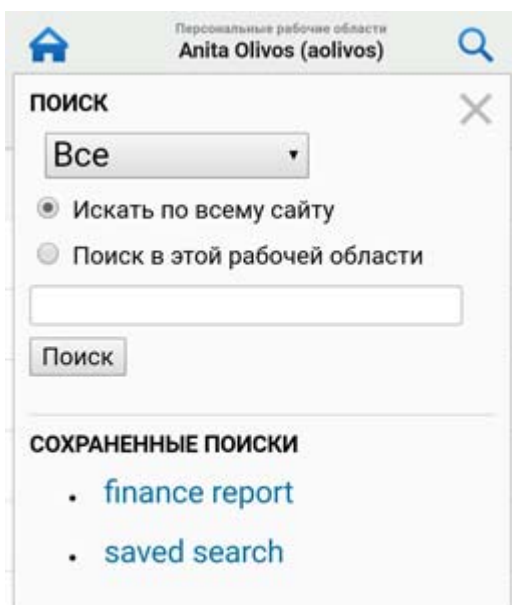 Персональные рабочие области
Anita Olivos (aolivos)
ПОИСК
Все
Искать по всему сайту
Поиск в этой рабочей области
Поиск
СОХРАНЕННЫЕ ПОИСКИ
• finance report
• saved search